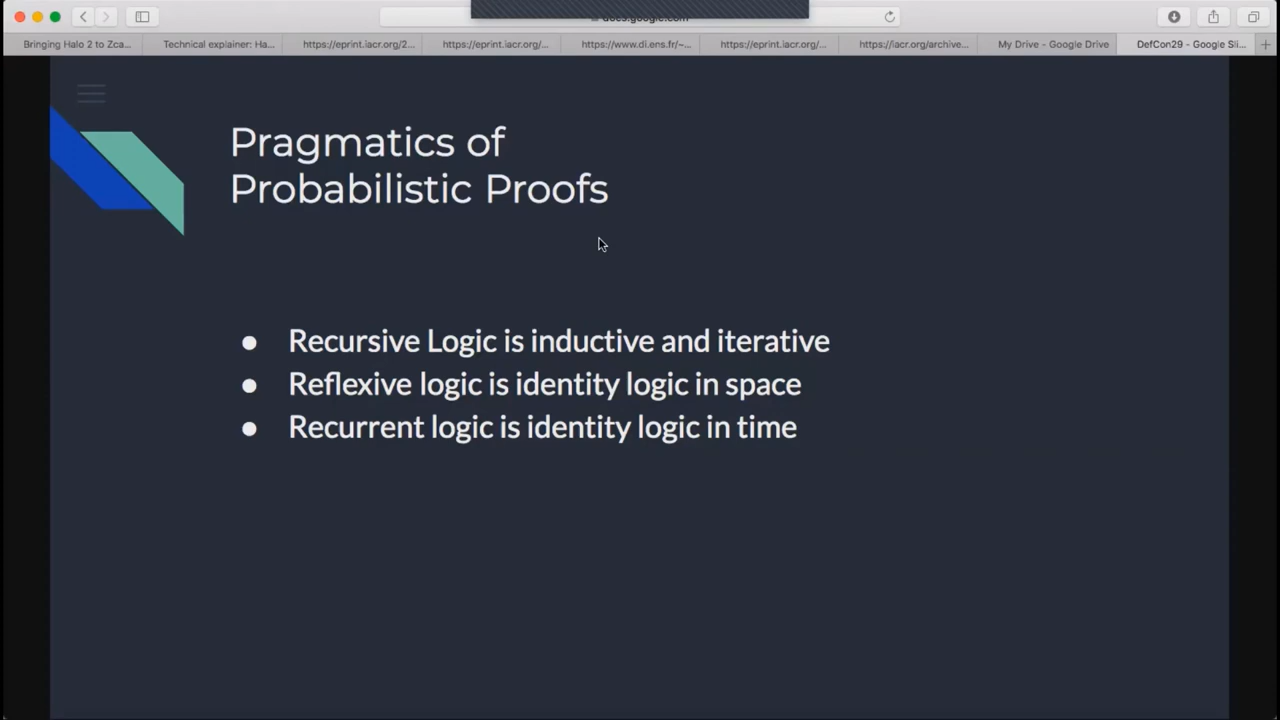 docs.google.com
Bringing Halo 2 to Zca...
Technical explainer: Ha...
https://eprint.iacr.org/2...
https://eprint.iacr.org/...
https://www.di.ens.fr/~...
https://eprint.iacr.org/...
https://iacr.org/archive...
My Drive - Google Drive
DefCon29 - Google Sli...
Pragmatics of
Probabilistic Proofs
● Recursive Logic is inductive and iterative
● Reflexive logic is identity logic in space
● Recurrent logic is identity logic in time